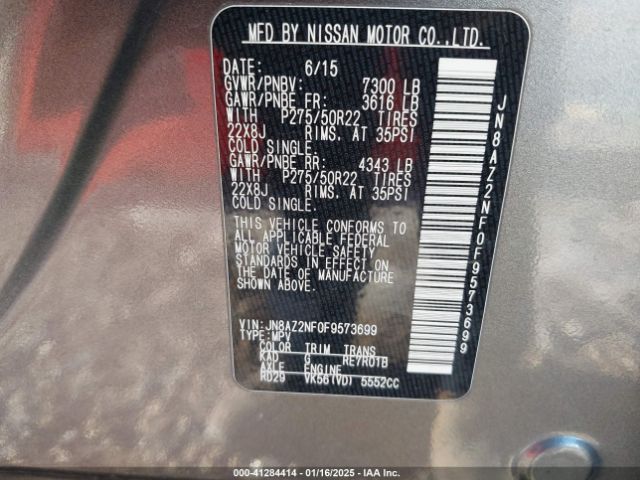 MFD BY NISSAN MOTOR CO.,LTD.
DATE: 6/15
GVWR/PNBV: 7300 LB
GAWR/PNBE FR: 3616 LB
WITH P275/50R22 TIRES
22X8J RIMS, AT 35PSI
COLD SINGLE.
GAWR/PNBE RR: 4343 LB
WITH P275/50R22 TIRES
22X8J RIMS, AT 35PSI
COLD SINGLE.
THIS VEHICLE CONFORMS TO
ALL APPLICABLE FEDERAL
MOTOR VEHICLE SAFETY
STANDARDS IN EFFECT ON
THE DATE OF MANUFACTURE
SHOWN ABOVE.
VIN:JN8AZ2NF0F9573699
TYPE:MPV
COLOR TRIM TRANS
KAD G RE7R01B
AXLE ENGINE
RD29 VK56(VD) 5552CC
JN8AZ2NF0F9573699
000-41284414 - 01/16/2025 - IAA Inc.